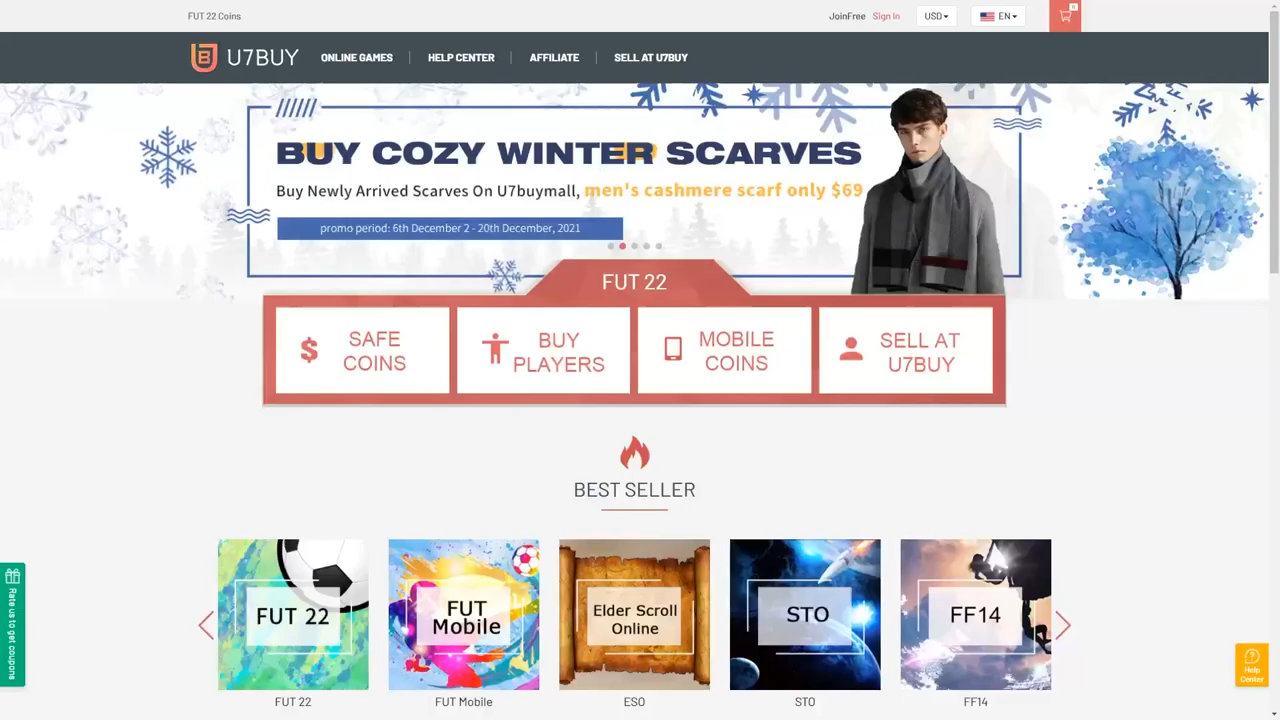 FUT 22 Coins
JoinFree Sign In USD EN 0
U7BUY ONLINE GAMES HELP CENTER AFFILIATE SELL AT U7BUY
BUY COZY WINTER SCARVES
Buy Newly Arrived Scarves On U7buymall, men's cashmere scarf only $69
promo period: 6th December 2 - 20th December, 2021
FUT 22
SAFE
COINS
BUY
PLAYERS
MOBILE
COINS
SELL AT
U7BUY
BEST SELLER
FUT 22
FUT
Mobile
Elder Scroll
Online
STO
FF14
FUT 22
FUT Mobile
ESO
STO
FF14
Rate us to get coupons
Help
Center